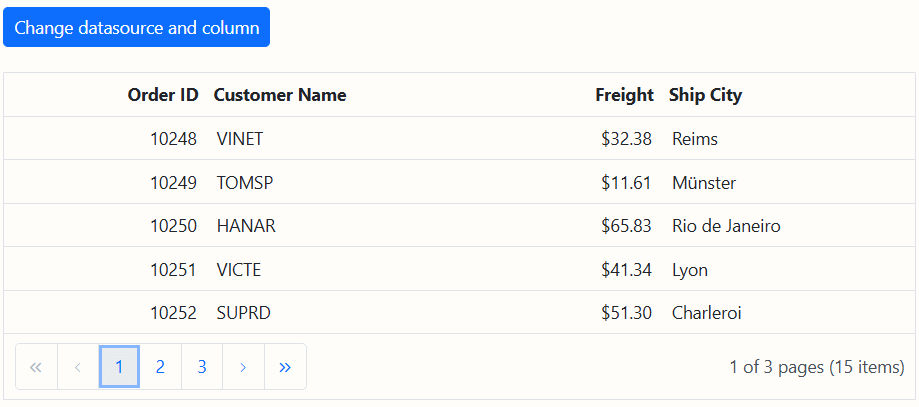 Change datasource and column
Order ID Customer Name Freight Ship City
10248 VINET $32.38 Reims
10249 TOMSP $11.61 Münster
10250 HANAR $65.83 Rio de Janeiro
10251 VICTE $41.34 Lyon
10252 SUPRD $51.30 Charleroi
« ‹ 1 2 3 › » 1 of 3 pages (15 items)